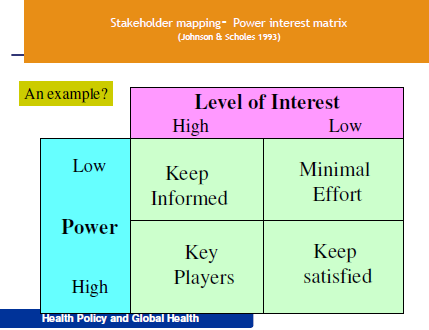 Stakeholder mapping- Power interest matrix
(Johnson & Scholes 1993)
An example?
Level of Interest
High Low
Low
Power
High
Keep
Informed
Minimal
Effort
Key
Players
Keep
satisfied
Health Policy and Global Health